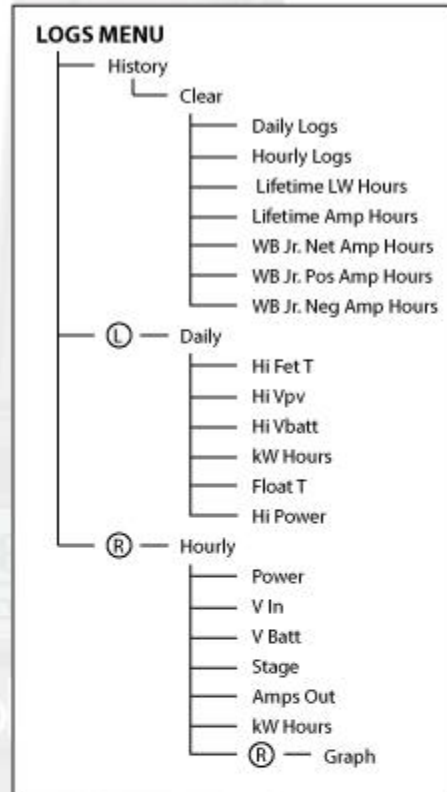 LOGS MENU
History
Clear
Daily Logs
Hourly Logs
Lifetime LW Hours
Lifetime Amp Hours
WB Jr. Net Amp Hours
WB Jr. Pos Amp Hours
WB Jr. Neg Amp Hours
L Daily
Hi Fet T
Hi Vpv
Hi Vbatt
kW Hours
Float T
Hi Power
R Hourly
Power
V In
V Batt
Stage
Amps Out
kW Hours
R Graph